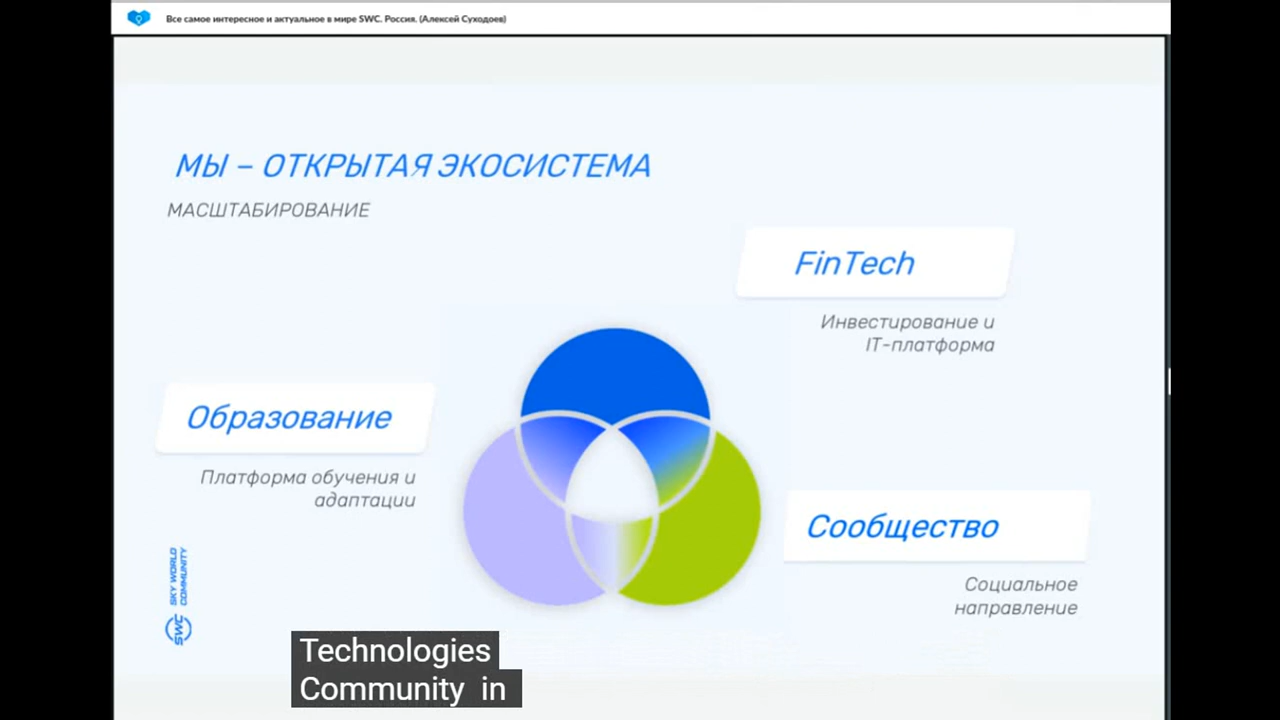 Все самое интересное и актуальное в мире SWC. Россия. (Алексей Суходоев)
МЫ – ОТКРЫТАЯ ЭКОСИСТЕМА
МАСШТАБИРОВАНИЕ
FinTech
Инвестирование и
IT-платформа
Образование
Платформа обучения и
адаптации
Сообщество
Социальное
направление
SWC SKY WORLD
COMMUNITY
Technologies
Community in